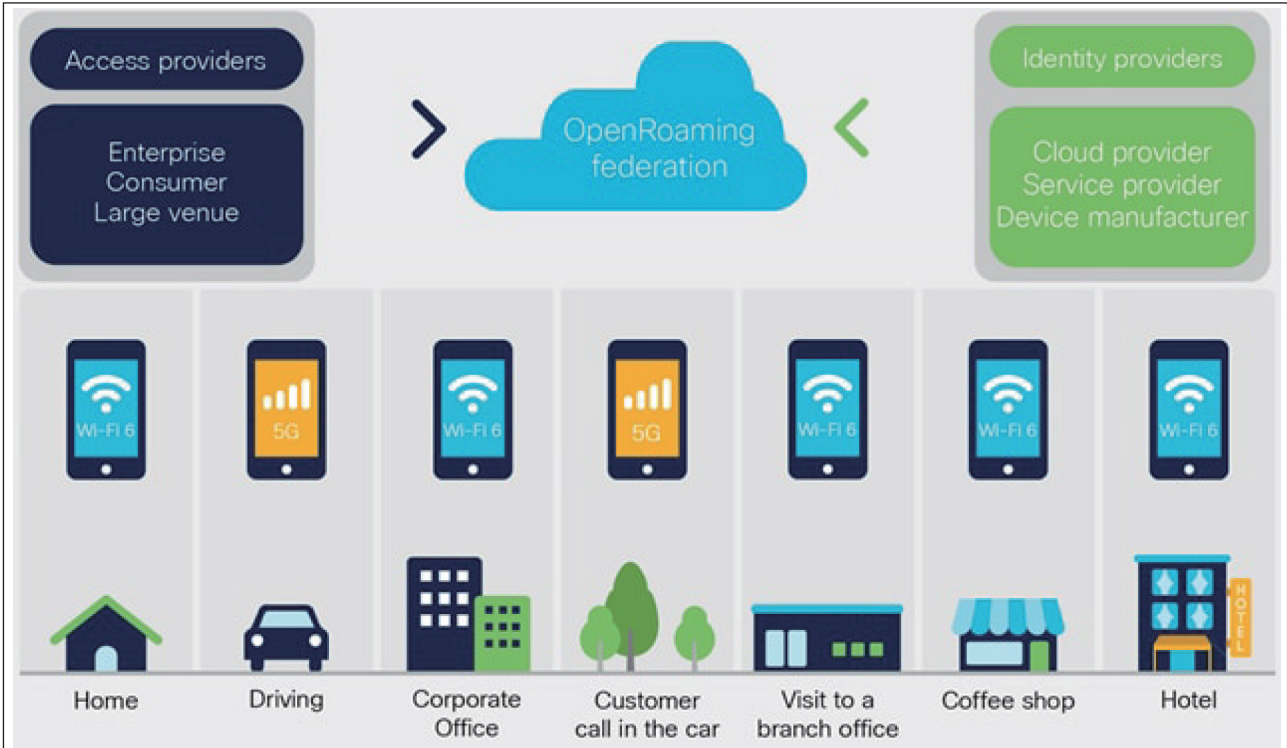 Access providers
Enterprise
Consumer
Large venue
OpenRoaming
federation
Identity providers
Cloud provider
Service provider
Device manufacturer
Wi-Fi 6
5G
Wi-Fi 6
5G
Wi-Fi 6
Wi-Fi 6
Wi-Fi 6
HOTEL
Home
Driving
Corporate
Office
Customer
call in the car
Visit to a
branch office
Coffee shop
Hotel